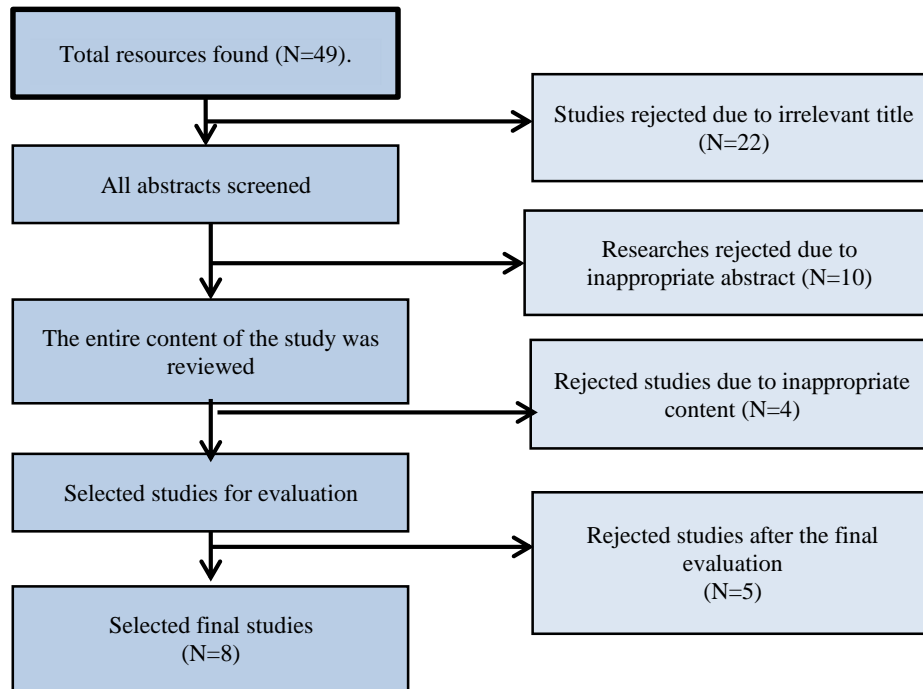 Total resources found (N=49).
Studies rejected due to irrelevant title
(N=22)
All abstracts screened
Researches rejected due to
inappropriate abstract (N=10)
The entire content of the study was
reviewed
Rejected studies due to inappropriate
content (N=4)
Selected studies for evaluation
Rejected studies after the final
evaluation
(N=5)
Selected final studies
(N=8)